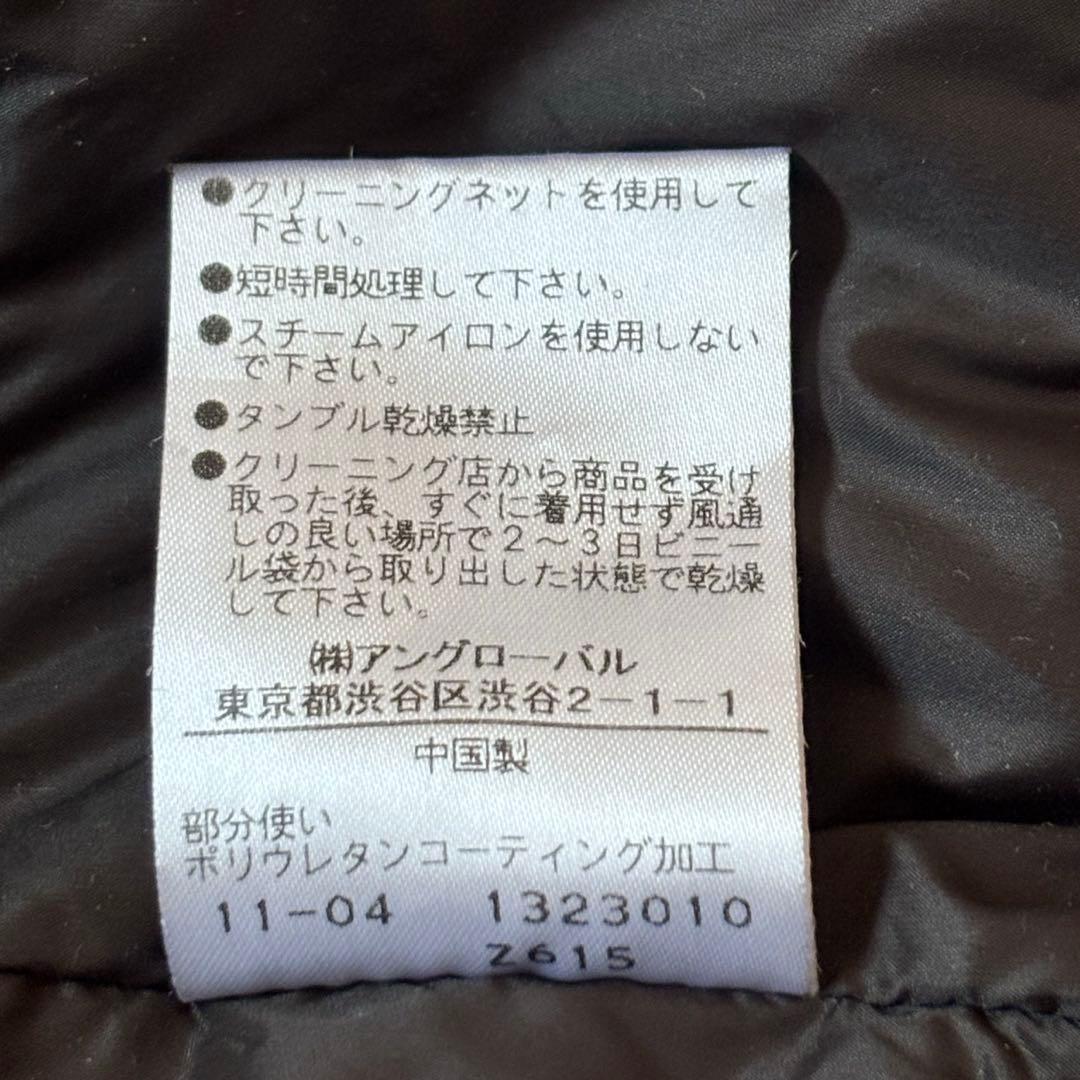 ●クリーニングネットを使用して
下さい。
●短時間処理して下さい。
●スチームアイロンを使用しない
で下さい。
●タンブル乾燥禁止
●クリーニング店から商品を受け
取った後、すぐに着用せず風通
しの良い場所で2～3日ビニー
ル袋から取り出した状態で乾燥
して下さい。
(株)アングローバル
東京都渋谷区渋谷2-1-1
中国製
部分使い
ポリウレタンコーティング加工
11-04 1323010
Z615